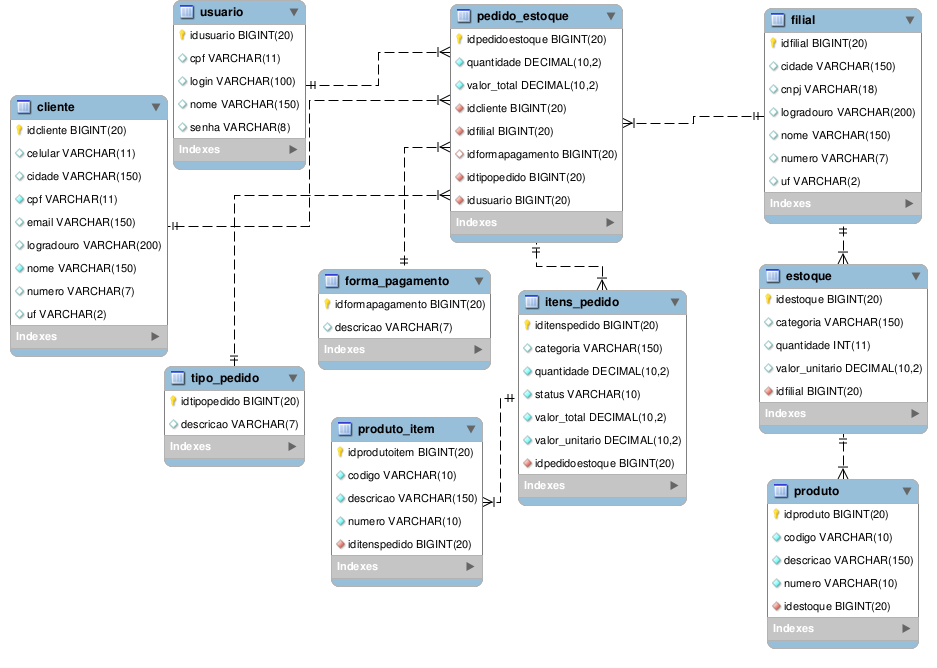 usuario
idusuario BIGINT(20)
cpf VARCHAR(11)
login VARCHAR(100)
nome VARCHAR(150)
senha VARCHAR(8)
Indexes
pedido_estoque
idpedidoestoque BIGINT(20)
quantidade DECIMAL(10,2)
valor_total DECIMAL(10,2)
idcliente BIGINT(20)
idfilial BIGINT(20)
idformapagamento BIGINT(20)
idtipopedido BIGINT(20)
idusuario BIGINT(20)
Indexes
filial
idfilial BIGINT(20)
cidade VARCHAR(150)
cnpj VARCHAR(18)
logradouro VARCHAR(200)
nome VARCHAR(150)
numero VARCHAR(7)
uf VARCHAR(2)
Indexes
cliente
idcliente BIGINT(20)
celular VARCHAR(11)
cidade VARCHAR(150)
cpf VARCHAR(11)
email VARCHAR(150)
logradouro VARCHAR(200)
nome VARCHAR(150)
numero VARCHAR(7)
uf VARCHAR(2)
Indexes
forma_pagamento
idformapagamento BIGINT(20)
descricao VARCHAR(7)
Indexes
itens_pedido
iditenspedido BIGINT(20)
categoria VARCHAR(150)
quantidade DECIMAL(10,2)
status VARCHAR(10)
valor_total DECIMAL(10,2)
valor_unitario DECIMAL(10,2)
idpedidoestoque BIGINT(20)
Indexes
estoque
idestoque BIGINT(20)
categoria VARCHAR(150)
quantidade INT(11)
valor_unitario DECIMAL(10,2)
idfilial BIGINT(20)
Indexes
tipo_pedido
idtipopedido BIGINT(20)
descricao VARCHAR(7)
Indexes
produto_item
idprodutoitem BIGINT(20)
codigo VARCHAR(10)
descricao VARCHAR(150)
numero VARCHAR(10)
iditenspedido BIGINT(20)
Indexes
produto
idproduto BIGINT(20)
codigo VARCHAR(10)
descricao VARCHAR(150)
numero VARCHAR(10)
idestoque BIGINT(20)
Indexes